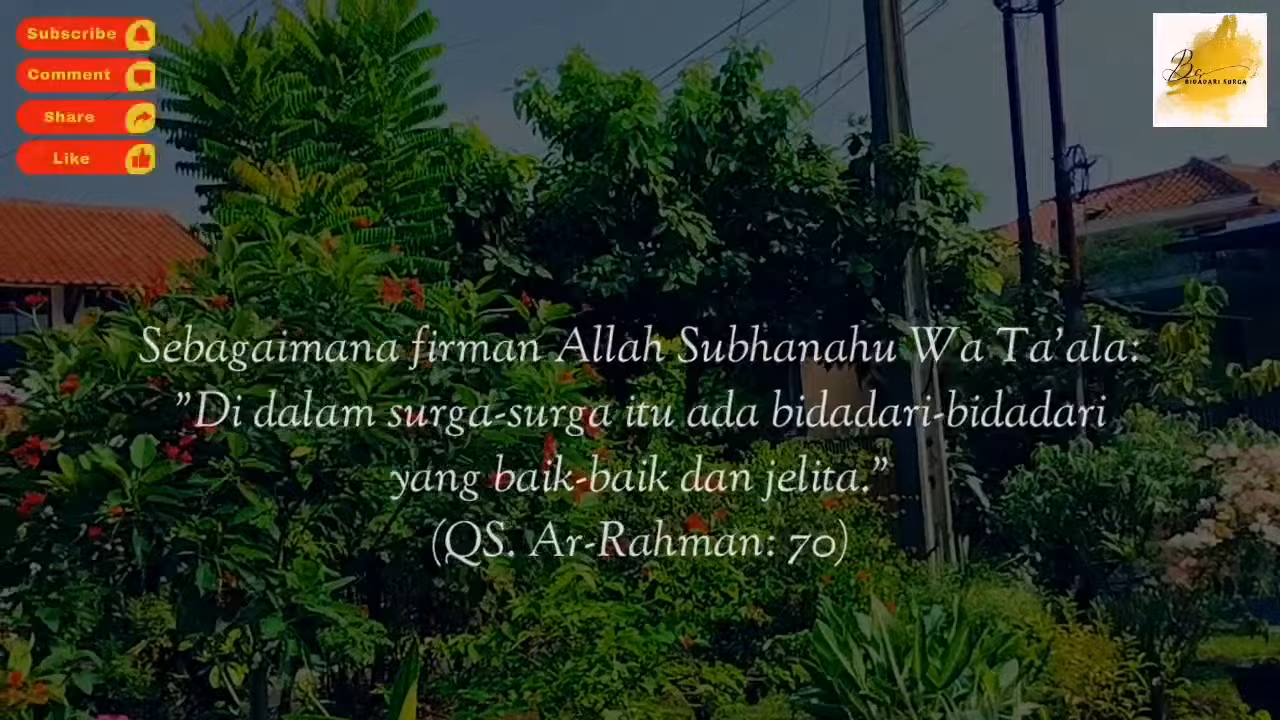 Subscribe
Comment
Share
Like
Bs
BIDADARI SURGA
Sebagaimana firman Allah Subhanahu Wa Ta'ala:
"Di dalam surga-surga itu ada bidadari-bidadari
yang baik-baik dan jelita."
(QS. Ar-Rahman: 70)